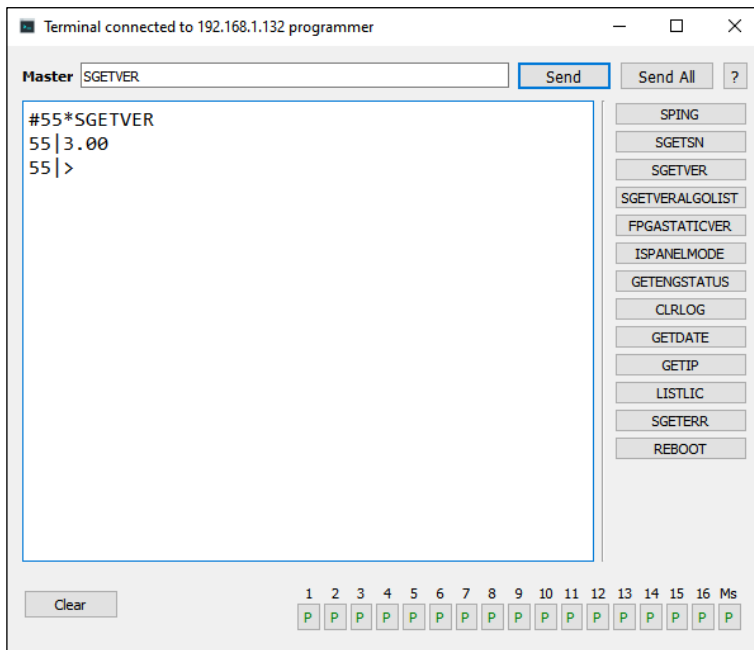 Terminal connected to 192.168.1.132 programmer
Master SGETVER Send Send All ?
#55*SGETVER
55|3.00
55|>
SPING
SGETSN
SGETVER
SGETVERALGOLIST
FPGASTATICVER
ISPANELMODE
GETENGSTATUS
CLRLOG
GETDATE
GETIP
LISTLIC
SGETERR
REBOOT
Clear
1 2 3 4 5 6 7 8 9 10 11 12 13 14 15 16 Ms
P P P P P P P P P P P P P P P P P